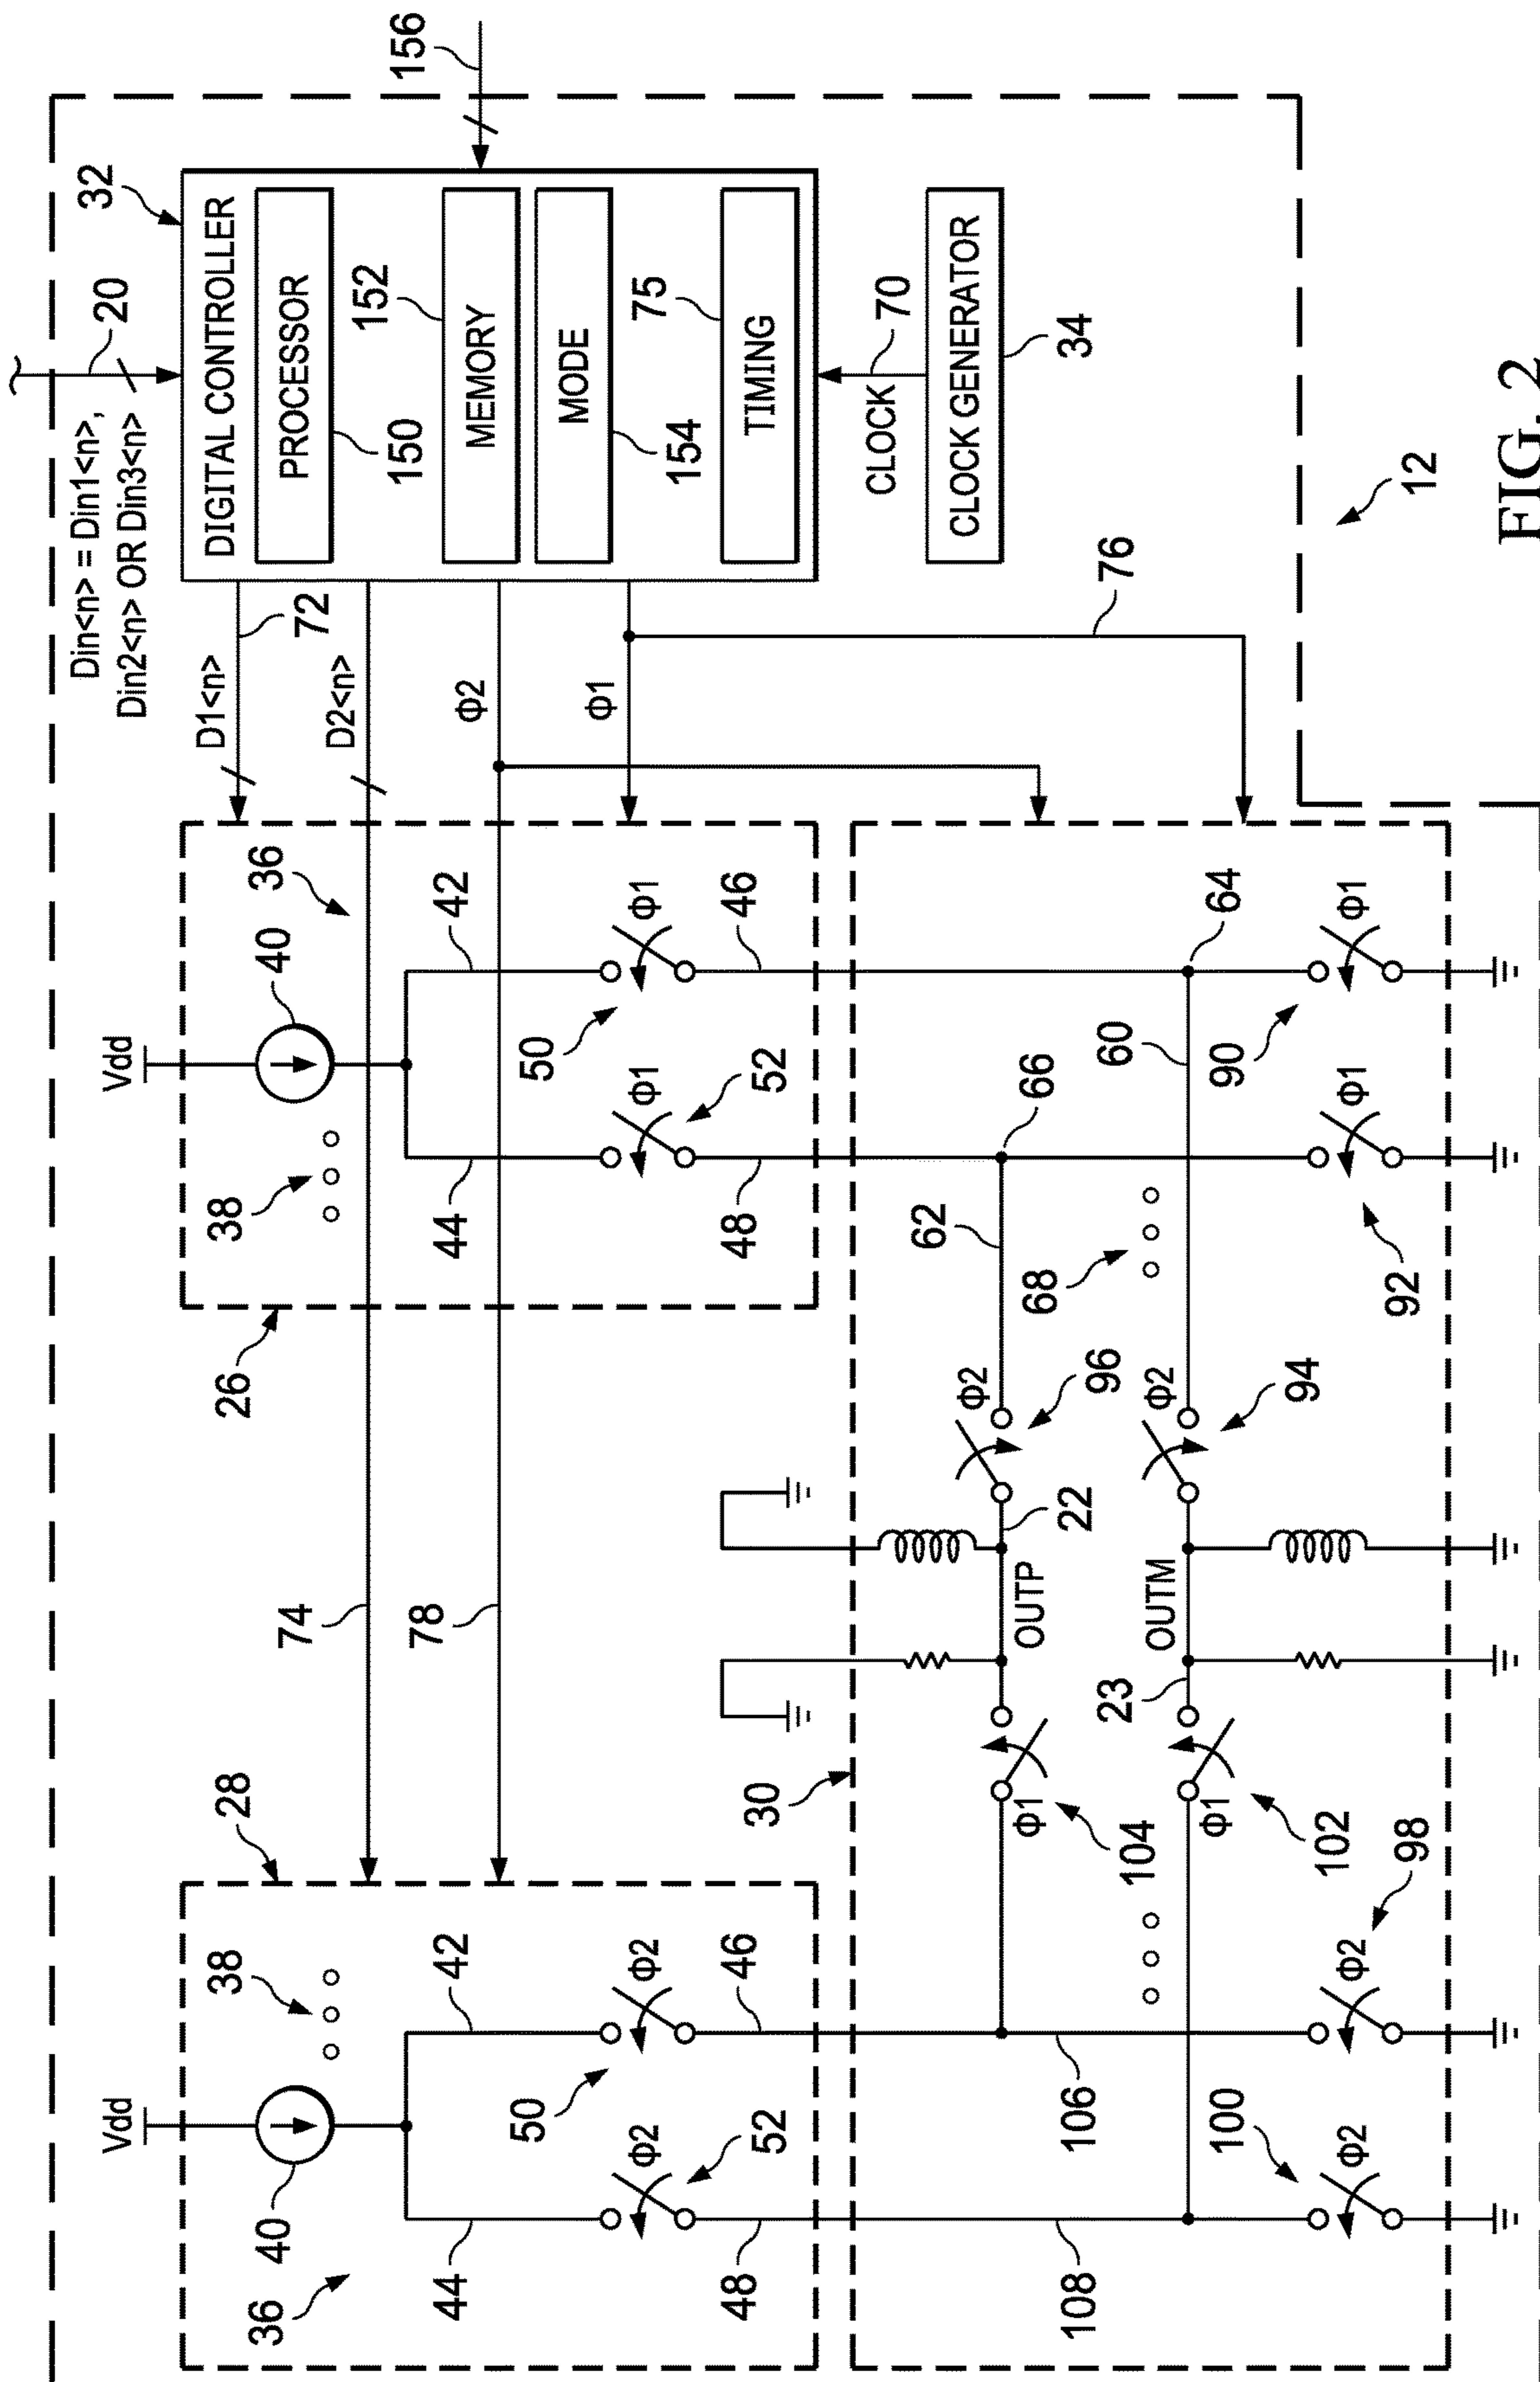 Din<n> = Din1<n>,
Din2<n> OR Din3<n>
20
32
DIGITAL CONTROLLER
PROCESSOR
150
152
MEMORY
MODE
154
75
TIMING
156
CLOCK
70
CLOCK GENERATOR
34
12
D1<n>
72
D2<n>
ϕ2
ϕ1
76
74
78
28
Vdd
40
36
38
42
44
50
ϕ2
52
ϕ2
46
48
26
Vdd
40
36
38
42
44
50
ϕ1
52
ϕ1
46
48
30
106
108
104
ϕ1
102
ϕ1
98
ϕ2
100
ϕ2
OUTP
22
OUTM
23
96
ϕ2
94
ϕ2
62
66
60
64
68
90
ϕ1
92
ϕ1
FIG. 2